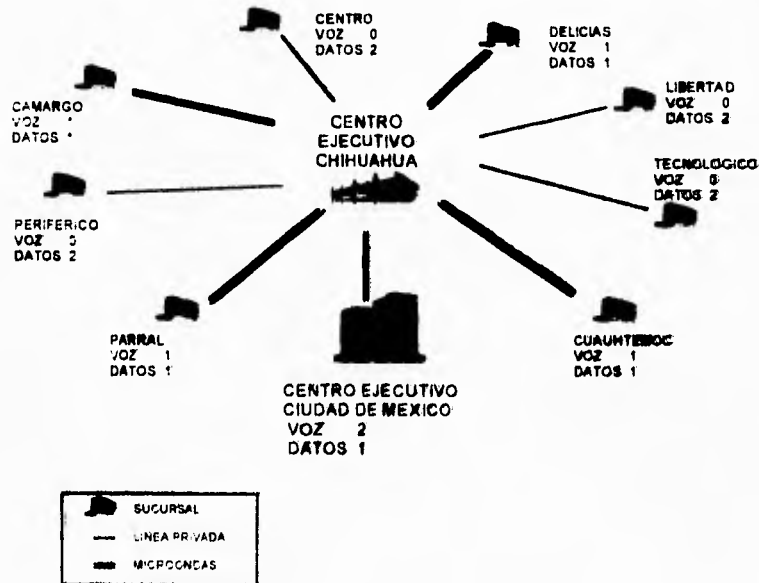 CENTRO
VOZ 0
DATOS 2
DELICIAS
VOZ 1
DATOS 1
LIBERTAD
VOZ 0
DATOS 2
CAMARGO
VOZ
DATOS
CENTRO
EJECUTIVO
CHIHUAHUA
TECNOLOGICO
VOZ 0
DATOS 2
PERIFERICO
VOZ
DATOS 2
PARRAL
VOZ 1
DATOS 1
CUAUHTEMOC
VOZ 1
DATOS 1
CENTRO EJECUTIVO
CIUDAD DE MEXICO
VOZ 2
DATOS 1
SUCURSAL
LINEA PRIVADA
MICROONDAS